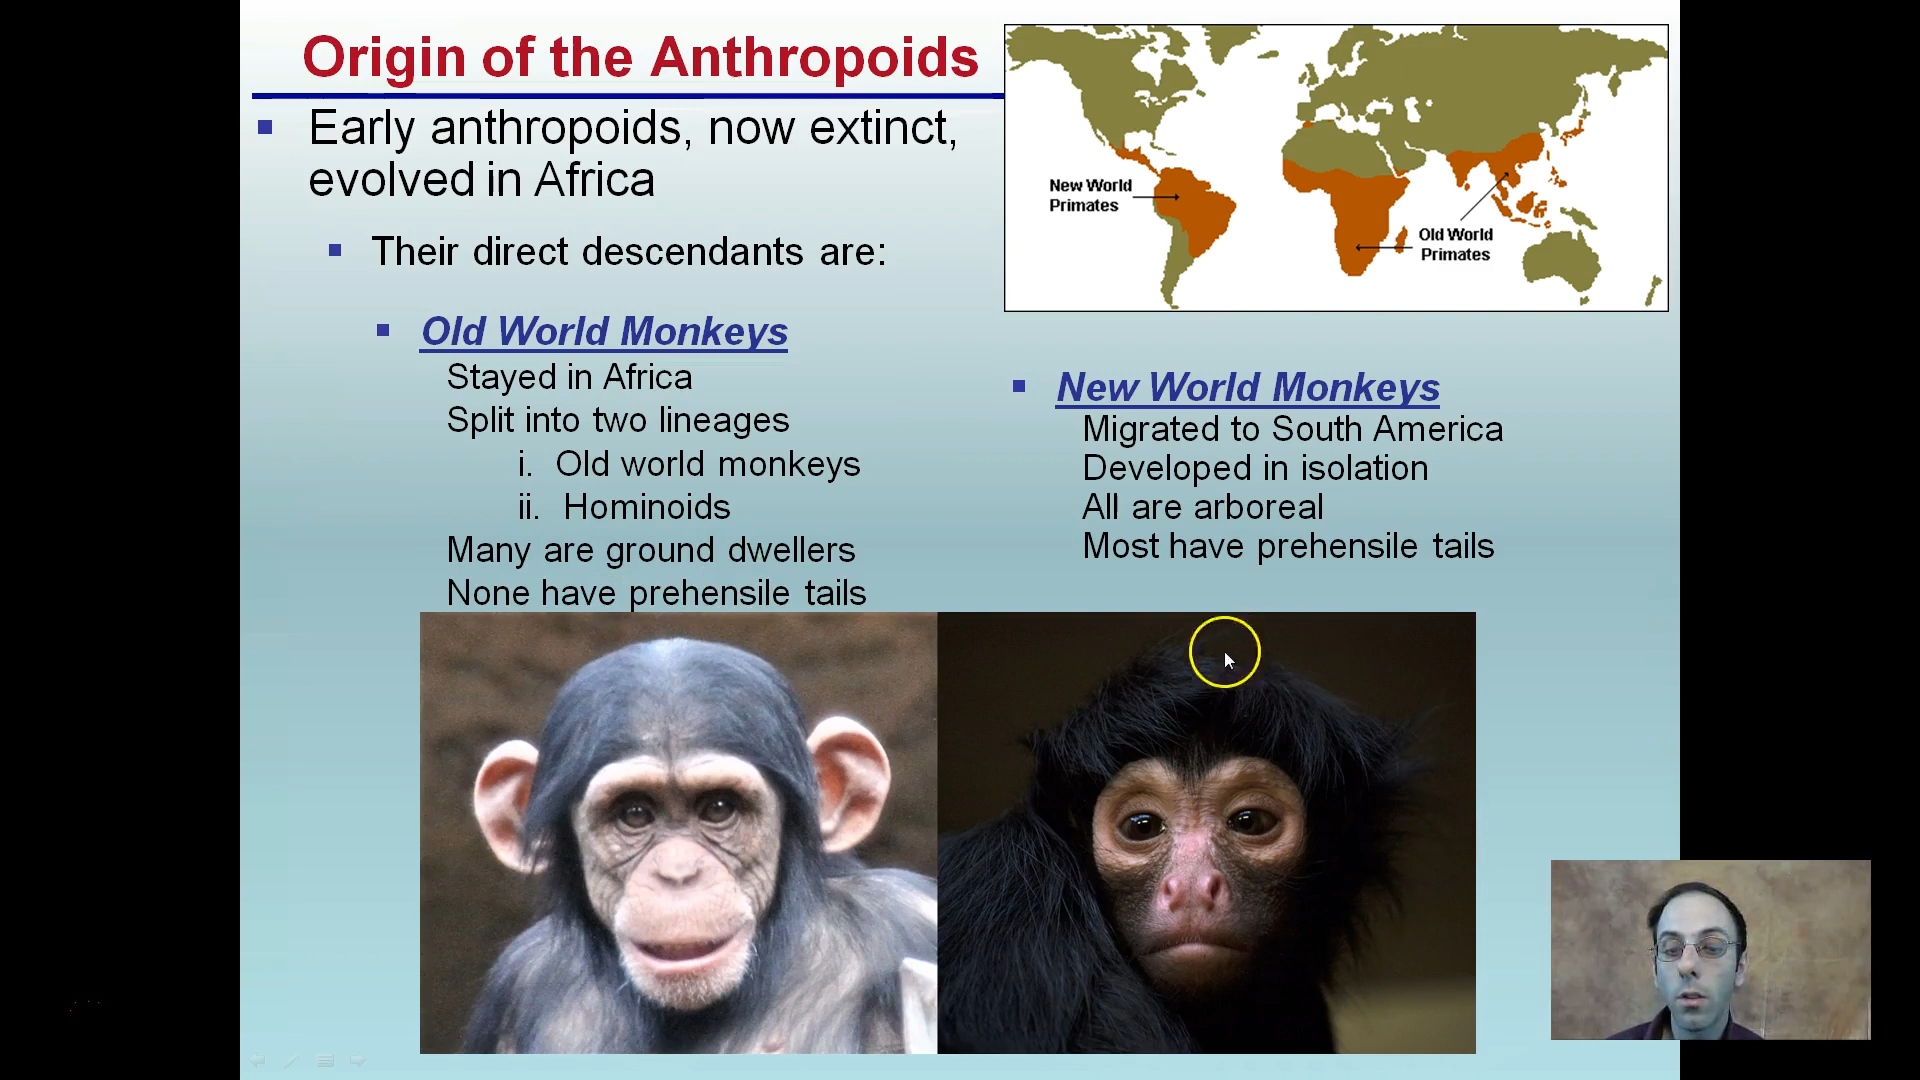 Origin of the Anthropoids
Early anthropoids, now extinct,
evolved in Africa
Their direct descendants are:
Old World Monkeys
Stayed in Africa
Split into two lineages
i. Old world monkeys
ii. Hominoids
Many are ground dwellers
None have prehensile tails
New World
Primates
Old World
Primates
New World Monkeys
Migrated to South America
Developed in isolation
All are arboreal
Most have prehensile tails